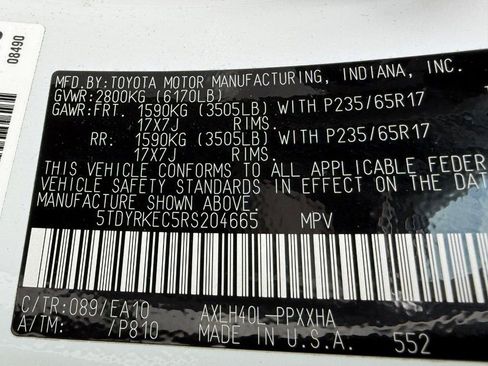 08490
MFD.BY:TOYOTA MOTOR MANUFACTURING, INDIANA, INC.
GVWR:2800KG (6170LB)
GAWR:FRT. 1590KG (3505LB) WITH P235/65R17
17X7J RIMS.
RR: 1590KG (3505LB) WITH P235/65R17
17X7J RIMS.
THIS VEHICLE CONFORMS TO ALL APPLICABLE FEDER
VEHICLE SAFETY STANDARDS IN EFFECT ON THE DAT
MANUFACTURE SHOWN ABOVE.
5TDYRKEC5RS204665 MPV
C/TR:089/EA10 AXLH40L-PPXXHA
A/TM: /P810 MADE IN U.S.A. 552